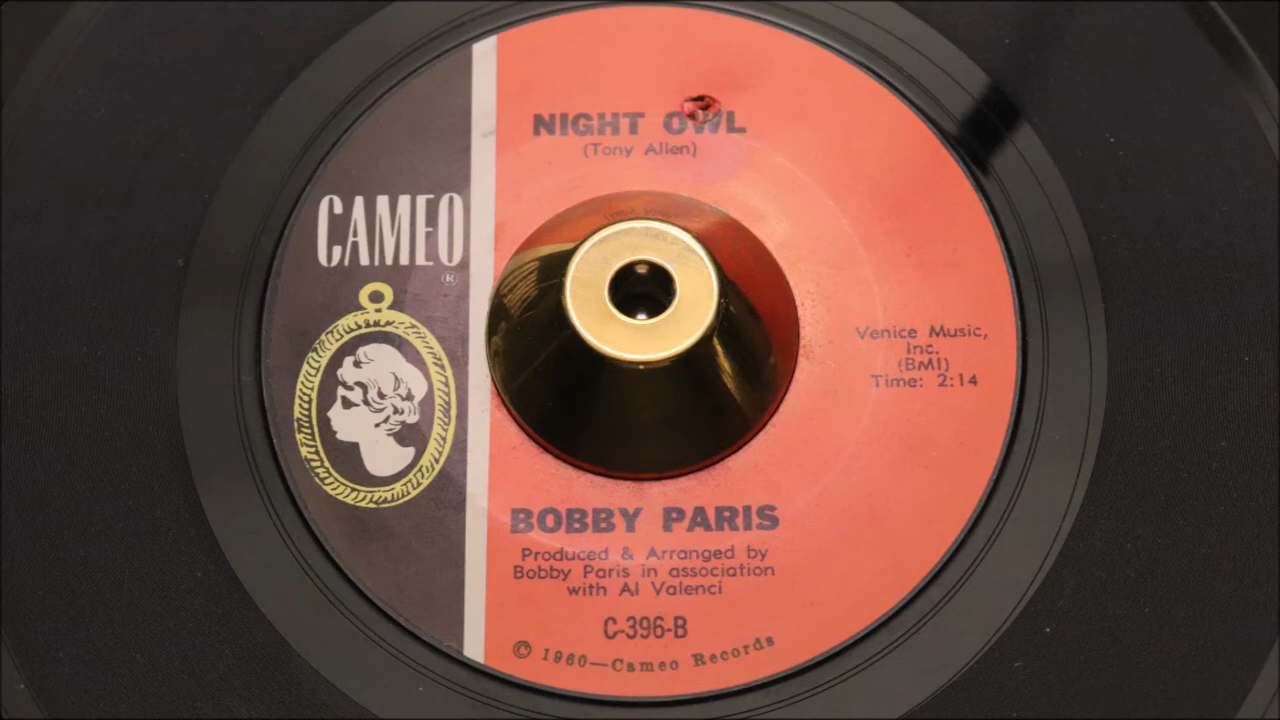 NIGHT OWL
(Tony Allen)
CAMEO
®
Venice Music,
Inc.
(BMI)
Time: 2:14
BOBBY PARIS
Produced & Arranged by
Bobby Paris in association
with Al Valenci
C-396-B
© 1960—Cameo Records